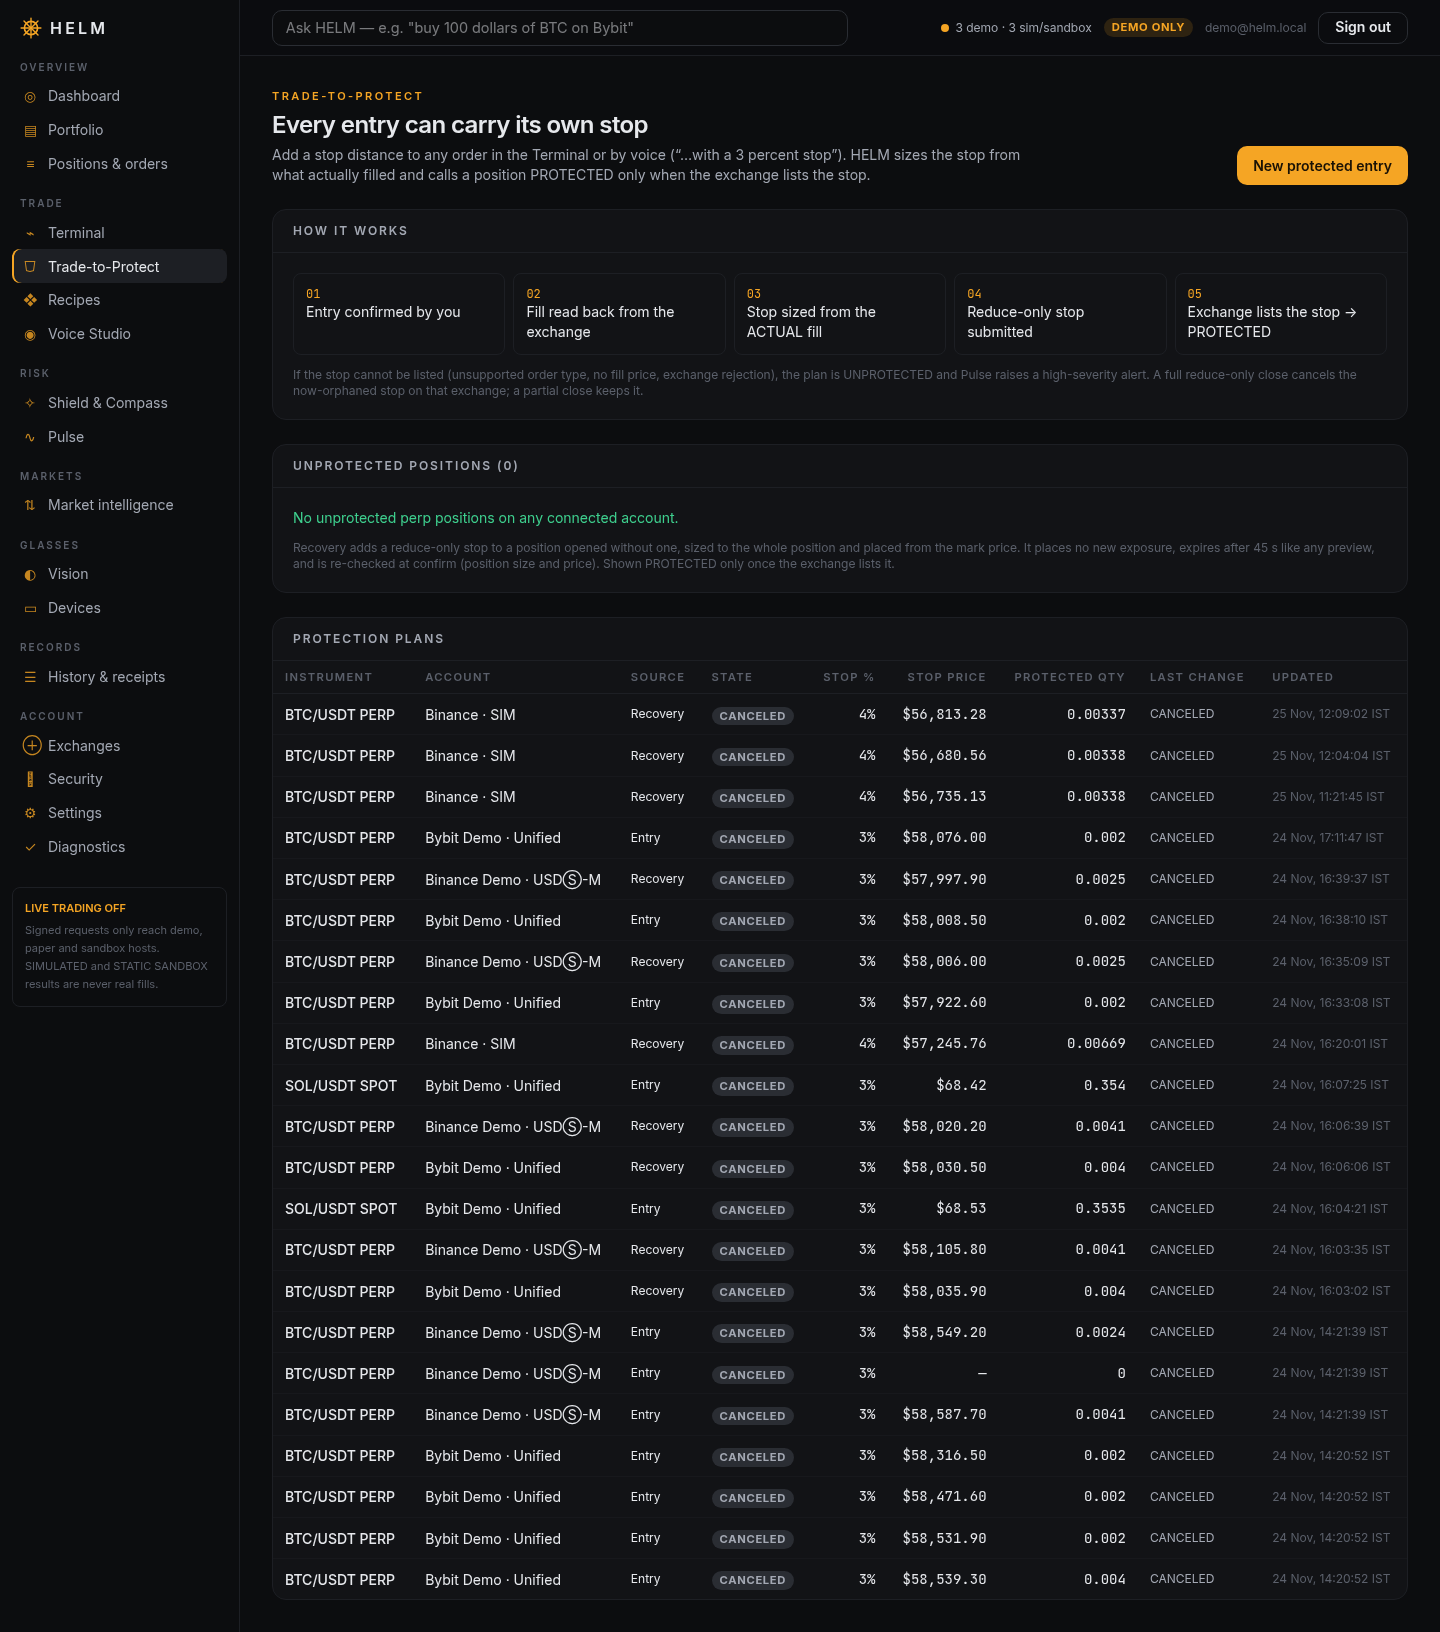 HELM
Ask HELM — e.g. "buy 100 dollars of BTC on Bybit"
3 demo · 3 sim/sandbox
DEMO ONLY
demo@helm.local
Sign out
OVERVIEW
Dashboard
Portfolio
Positions & orders
TRADE
Terminal
Trade-to-Protect
Recipes
Voice Studio
RISK
Shield & Compass
Pulse
MARKETS
Market intelligence
GLASSES
Vision
Devices
RECORDS
History & receipts
ACCOUNT
Exchanges
Security
Settings
Diagnostics
LIVE TRADING OFF
Signed requests only reach demo,
paper and sandbox hosts.
SIMULATED and STATIC SANDBOX
results are never real fills.
TRADE-TO-PROTECT
Every entry can carry its own stop
Add a stop distance to any order in the Terminal or by voice (“…with a 3 percent stop”). HELM sizes the stop from
what actually filled and calls a position PROTECTED only when the exchange lists the stop.
New protected entry
HOW IT WORKS
01
Entry confirmed by you
02
Fill read back from the
exchange
03
Stop sized from the
ACTUAL fill
04
Reduce-only stop
submitted
05
Exchange lists the stop →
PROTECTED
If the stop cannot be listed (unsupported order type, no fill price, exchange rejection), the plan is UNPROTECTED and Pulse raises a high-severity alert. A full reduce-only close cancels the
now-orphaned stop on that exchange; a partial close keeps it.
UNPROTECTED POSITIONS (0)
No unprotected perp positions on any connected account.
Recovery adds a reduce-only stop to a position opened without one, sized to the whole position and placed from the mark price. It places no new exposure, expires after 45 s like any preview,
and is re-checked at confirm (position size and price). Shown PROTECTED only once the exchange lists it.
PROTECTION PLANS
INSTRUMENT ACCOUNT SOURCE STATE STOP % STOP PRICE PROTECTED QTY LAST CHANGE UPDATED
BTC/USDT PERP Binance · SIM Recovery CANCELED 4% $56,813.28 0.00337 CANCELED 25 Nov, 12:09:02 IST
BTC/USDT PERP Binance · SIM Recovery CANCELED 4% $56,680.56 0.00338 CANCELED 25 Nov, 12:04:04 IST
BTC/USDT PERP Binance · SIM Recovery CANCELED 4% $56,735.13 0.00338 CANCELED 25 Nov, 11:21:45 IST
BTC/USDT PERP Bybit Demo · Unified Entry CANCELED 3% $58,076.00 0.002 CANCELED 24 Nov, 17:11:47 IST
BTC/USDT PERP Binance Demo · USDⓈ-M Recovery CANCELED 3% $57,997.90 0.0025 CANCELED 24 Nov, 16:39:37 IST
BTC/USDT PERP Bybit Demo · Unified Entry CANCELED 3% $58,008.50 0.002 CANCELED 24 Nov, 16:38:10 IST
BTC/USDT PERP Binance Demo · USDⓈ-M Recovery CANCELED 3% $58,006.00 0.0025 CANCELED 24 Nov, 16:35:09 IST
BTC/USDT PERP Bybit Demo · Unified Entry CANCELED 3% $57,922.60 0.002 CANCELED 24 Nov, 16:33:08 IST
BTC/USDT PERP Binance · SIM Recovery CANCELED 4% $57,245.76 0.00669 CANCELED 24 Nov, 16:20:01 IST
SOL/USDT SPOT Bybit Demo · Unified Entry CANCELED 3% $68.42 0.354 CANCELED 24 Nov, 16:07:25 IST
BTC/USDT PERP Binance Demo · USDⓈ-M Recovery CANCELED 3% $58,020.20 0.0041 CANCELED 24 Nov, 16:06:39 IST
BTC/USDT PERP Bybit Demo · Unified Recovery CANCELED 3% $58,030.50 0.004 CANCELED 24 Nov, 16:06:06 IST
SOL/USDT SPOT Bybit Demo · Unified Entry CANCELED 3% $68.53 0.3535 CANCELED 24 Nov, 16:04:21 IST
BTC/USDT PERP Binance Demo · USDⓈ-M Recovery CANCELED 3% $58,105.80 0.0041 CANCELED 24 Nov, 16:03:35 IST
BTC/USDT PERP Bybit Demo · Unified Recovery CANCELED 3% $58,035.90 0.004 CANCELED 24 Nov, 16:03:02 IST
BTC/USDT PERP Binance Demo · USDⓈ-M Entry CANCELED 3% $58,549.20 0.0024 CANCELED 24 Nov, 14:21:39 IST
BTC/USDT PERP Binance Demo · USDⓈ-M Entry CANCELED 3% — 0 CANCELED 24 Nov, 14:21:39 IST
BTC/USDT PERP Binance Demo · USDⓈ-M Entry CANCELED 3% $58,587.70 0.0041 CANCELED 24 Nov, 14:21:39 IST
BTC/USDT PERP Bybit Demo · Unified Entry CANCELED 3% $58,316.50 0.002 CANCELED 24 Nov, 14:20:52 IST
BTC/USDT PERP Bybit Demo · Unified Entry CANCELED 3% $58,471.60 0.002 CANCELED 24 Nov, 14:20:52 IST
BTC/USDT PERP Bybit Demo · Unified Entry CANCELED 3% $58,531.90 0.002 CANCELED 24 Nov, 14:20:52 IST
BTC/USDT PERP Bybit Demo · Unified Entry CANCELED 3% $58,539.30 0.004 CANCELED 24 Nov, 14:20:52 IST